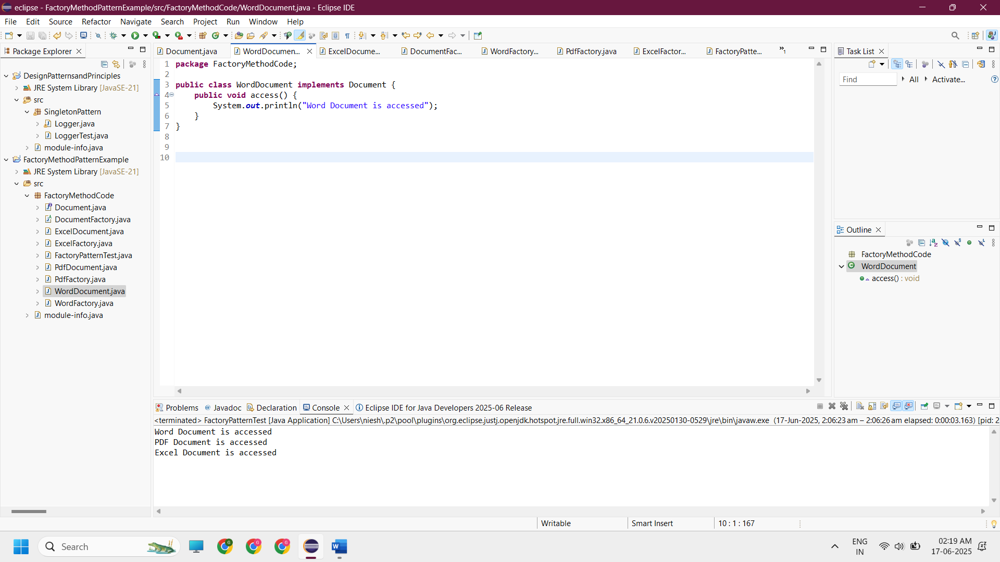 eclipse - FactoryMethodPatternExample/src/FactoryMethodCode/WordDocument.java - Eclipse IDE
File Edit Source Refactor Navigate Search Project Run Window Help
Package Explorer
DesignPatternsandPrinciples
JRE System Library [JavaSE-21]
src
SingletonPattern
Logger.java
LoggerTest.java
module-info.java
FactoryMethodPatternExample
JRE System Library [JavaSE-21]
src
FactoryMethodCode
Document.java
DocumentFactory.java
ExcelDocument.java
ExcelFactory.java
FactoryPatternTest.java
PdfDocument.java
PdfFactory.java
WordDocument.java
WordFactory.java
module-info.java
Document.java WordDocumen... ExcelDocume... DocumentFac... WordFactory... PdfFactory.java ExcelFactor... FactoryPatte... »1
1 package FactoryMethodCode;
2
3 public class WordDocument implements Document {
4 public void access() {
5 System.out.println("Word Document is accessed");
6 }
7 }
8
9
10
Task List
Find All Activate...
Outline
FactoryMethodCode
WordDocument
access() : void
Problems Javadoc Declaration Console Eclipse IDE for Java Developers 2025-06 Release
<terminated> FactoryPatternTest [Java Application] C:\Users\niesh\.p2\pool\plugins\org.eclipse.justj.openjdk.hotspot.jre.full.win32.x86_64_21.0.6.v20250130-0529\jre\bin\javaw.exe (17-Jun-2025, 2:06:23 am – 2:06:26 am elapsed: 0:00:03.163) [pid: 2
Word Document is accessed
PDF Document is accessed
Excel Document is accessed
Writable Smart Insert 10 : 1 : 167
Search
ENG
IN
02:19 AM
17-06-2025